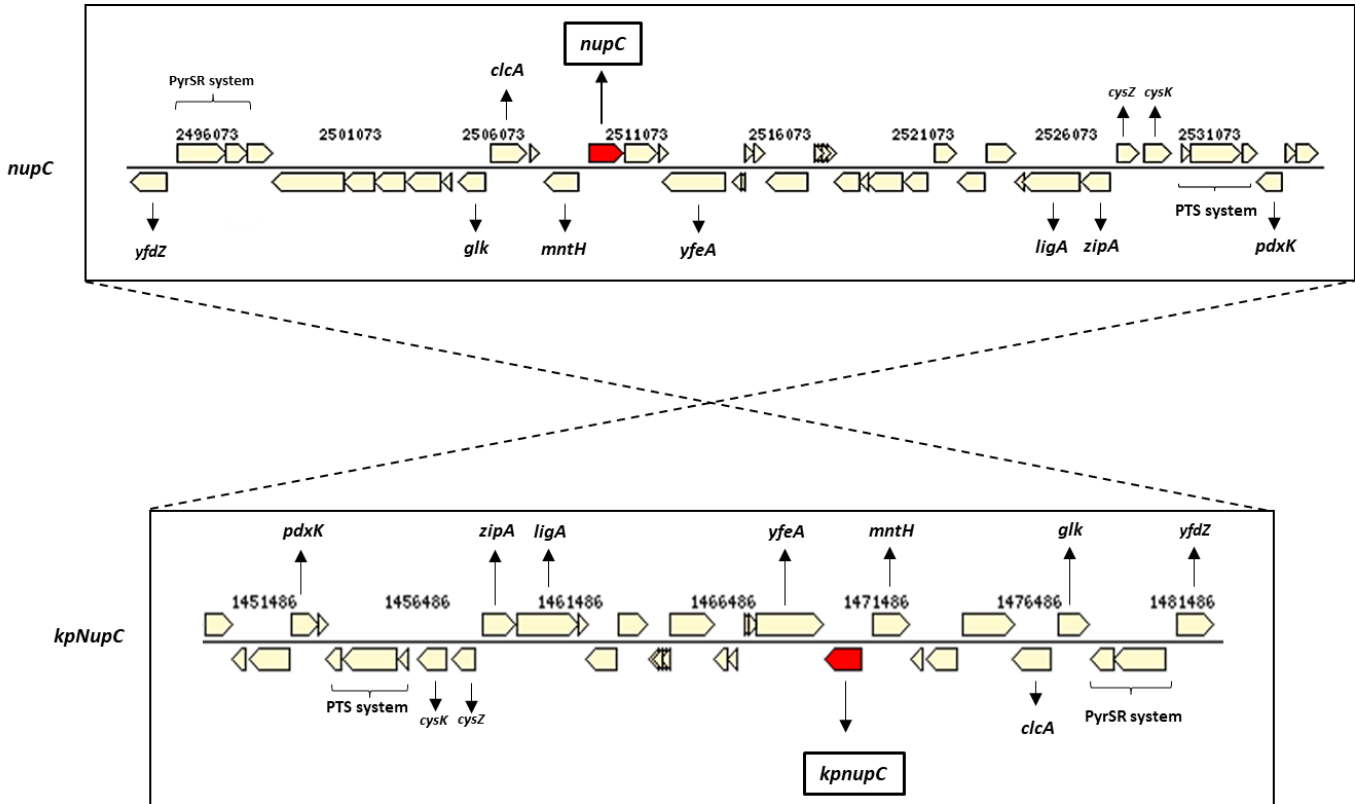 nupC
clcA
PyrSR system
cysZ cysK
2496073 2501073 2506073 2511073 2516073 2521073 2526073 2531073
nupC
PTS system
yfdZ glk mntH yfeA ligA zipA pdxK
pdxK zipA ligA yfeA mntH glk yfdZ
1451486 1456486 1461486 1466486 1471486 1476486 1481486
kpNupC
PTS system cysK cysZ PyrSR system
clcA
kpnupC